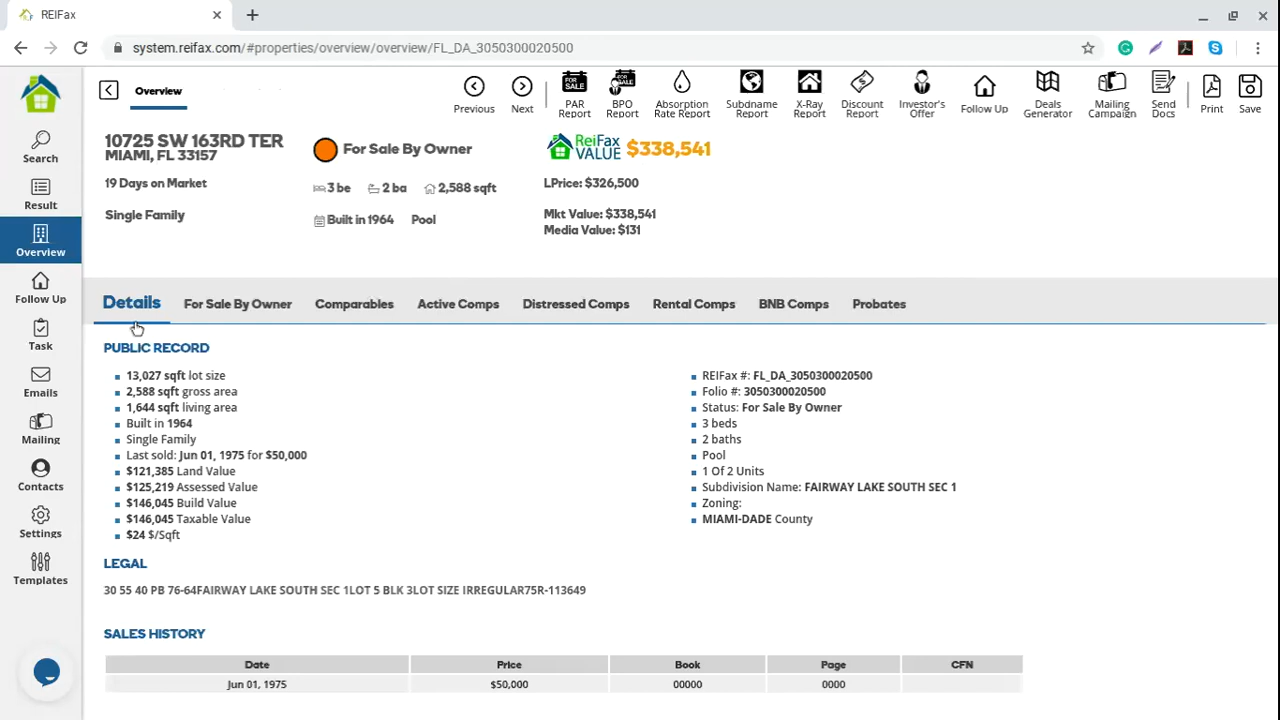 REIFax
system.reifax.com/#properties/overview/overview/FL_DA_3050300020500
Overview
Previous
Next
FOR SALE
PAR Report
FOR SALE
BPO Report
Absorption Rate Report
Subdname Report
X-Ray Report
Discount Report
Investor's Offer
Follow Up
Deals Generator
Mailing Campaign
Send Docs
Print
Save
Search
Result
Overview
Follow Up
Task
Emails
Mailing
Contacts
Settings
Templates
10725 SW 163RD TER
MIAMI, FL 33157
19 Days on Market
Single Family
For Sale By Owner
3 be 2 ba 2,588 sqft
Built in 1964 Pool
ReiFax VALUE $338,541
LPrice: $326,500
Mkt Value: $338,541
Media Value: $131
Details For Sale By Owner Comparables Active Comps Distressed Comps Rental Comps BNB Comps Probates
PUBLIC RECORD
13,027 sqft lot size
2,588 sqft gross area
1,644 sqft living area
Built in 1964
Single Family
Last sold: Jun 01, 1975 for $50,000
$121,385 Land Value
$125,219 Assessed Value
$146,045 Build Value
$146,045 Taxable Value
$24 $/Sqft
REIFax #: FL_DA_3050300020500
Folio #: 3050300020500
Status: For Sale By Owner
3 beds
2 baths
Pool
1 Of 2 Units
Subdivision Name: FAIRWAY LAKE SOUTH SEC 1
Zoning:
MIAMI-DADE County
LEGAL
30 55 40 PB 76-64FAIRWAY LAKE SOUTH SEC 1LOT 5 BLK 3LOT SIZE IRREGULAR75R-113649
SALES HISTORY
Date Price Book Page CFN
Jun 01, 1975 $50,000 00000 0000